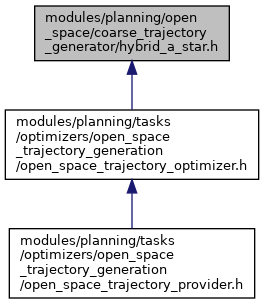 modules/planning/open
_space/coarse_trajectory
_generator/hybrid_a_star.h
modules/planning/tasks
/optimizers/open_space
_trajectory_generation
/open_space_trajectory_optimizer.h
modules/planning/tasks
/optimizers/open_space
_trajectory_generation
/open_space_trajectory_provider.h